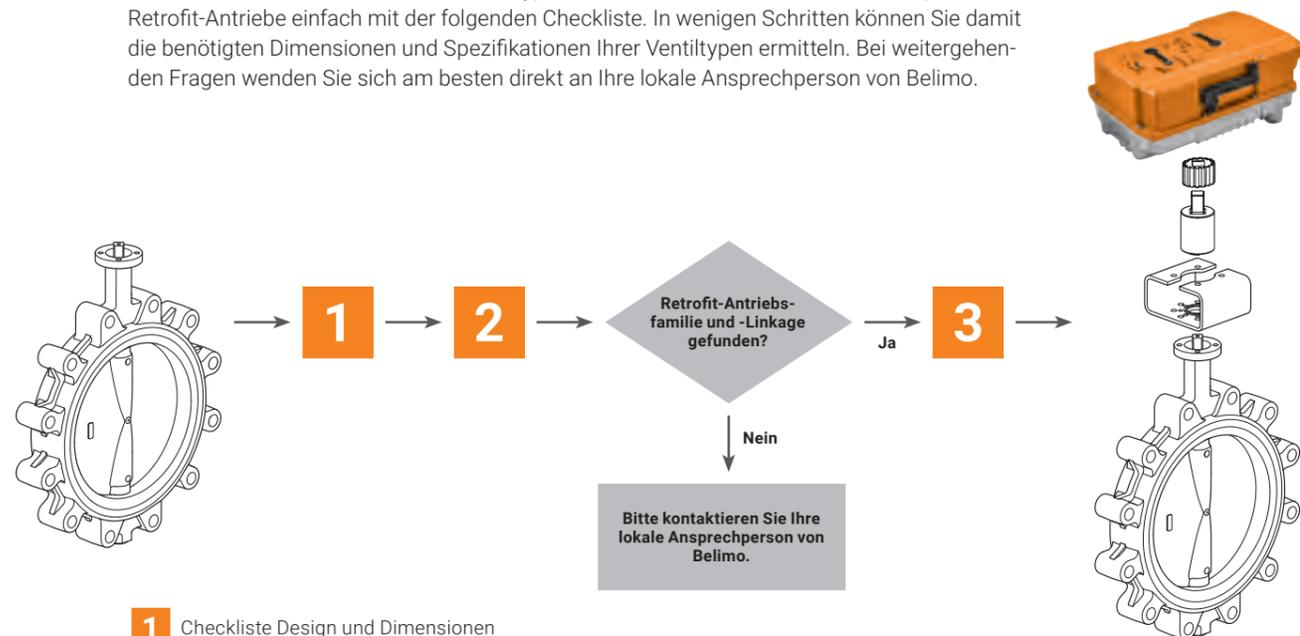 Retrofit-Antriebe einfach mit der folgenden Checkliste. In wenigen Schritten können Sie damit
die benötigten Dimensionen und Spezifikationen Ihrer Ventiltypen ermitteln. Bei weitergehen-
den Fragen wenden Sie sich am besten direkt an Ihre lokale Ansprechperson von Belimo.
1
2
Retrofit-Antriebs-
familie und -Linkage
gefunden?
Ja
3
Nein
Bitte kontaktieren Sie Ihre
lokale Ansprechperson von
Belimo.
1 Checkliste Design und Dimensionen